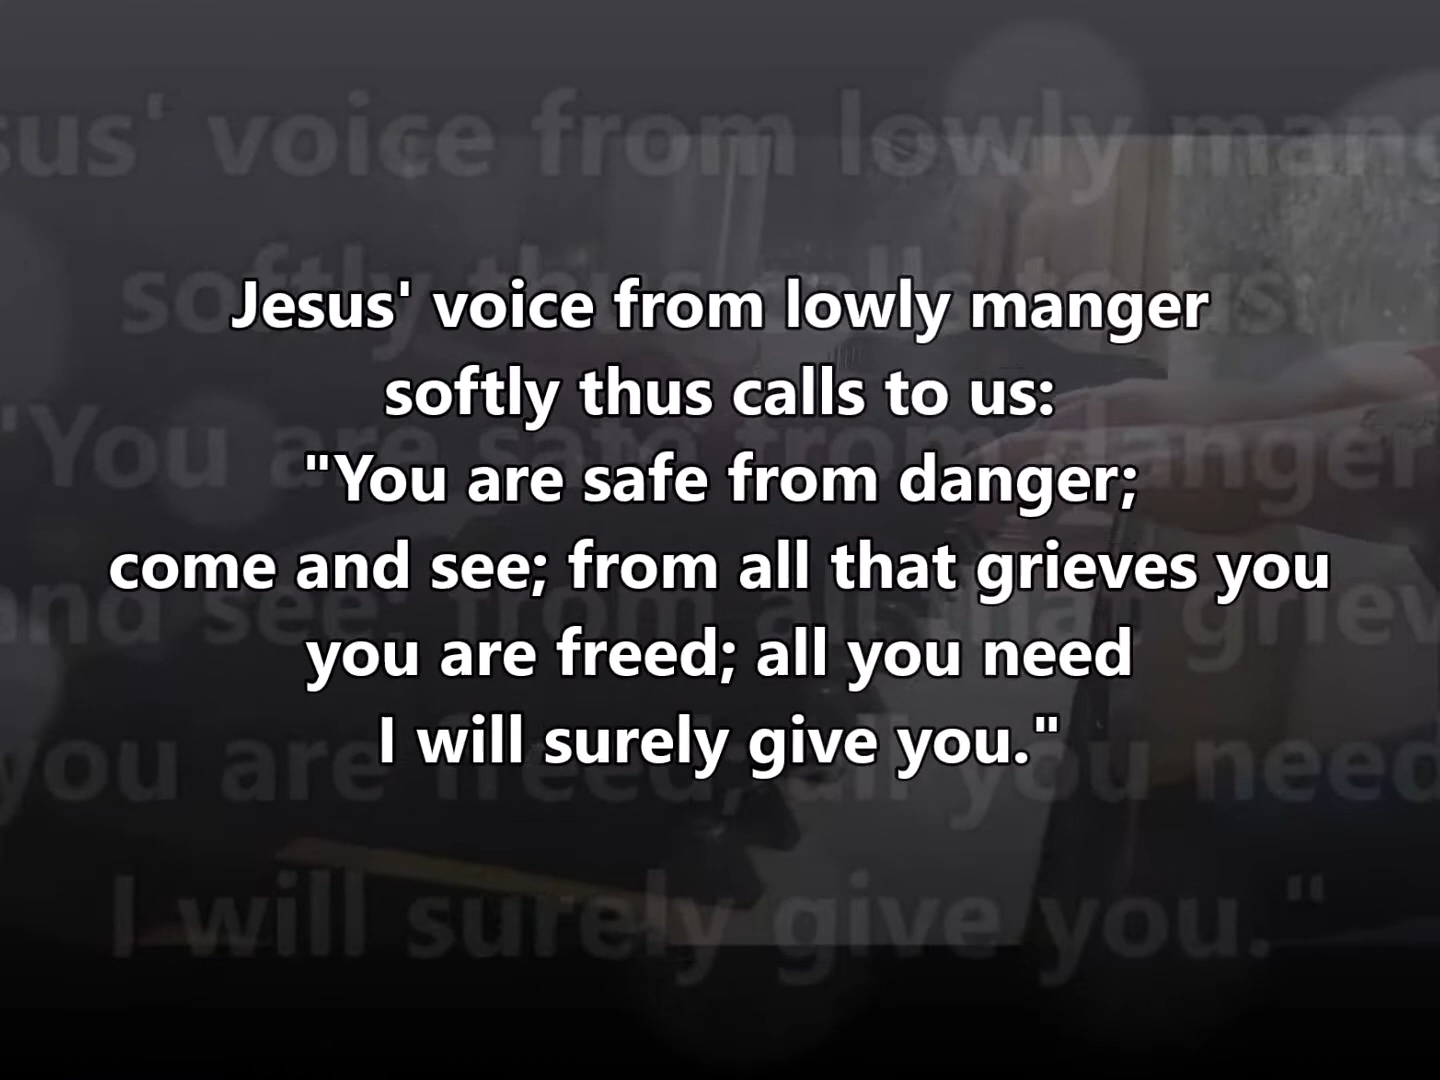 Jesus' voice from lowly manger
softly thus calls to us:
"You are safe from danger;
come and see; from all that grieves you
you are freed; all you need
I will surely give you."